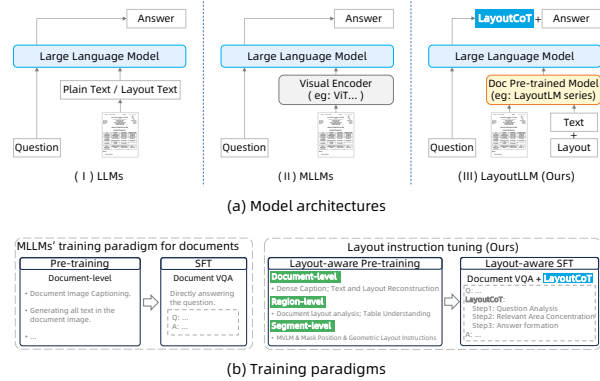 Answer
Large Language Model
Plain Text / Layout Text
Question
( I ) LLMs
Answer
Large Language Model
Visual Encoder
( eg: ViT... )
Question
(II) MLLMs
LayoutCoT + Answer
Large Language Model
Doc Pre-trained Model
(eg: LayoutLM series)
Text
+
Layout
Question
(III) LayoutLLM (Ours)
(a) Model architectures
MLLMs' training paradigm for documents
Pre-training
Document-level
• Document Image Captioning.
• Generating all text in the
document image.
• ...
SFT
Document VQA
Directly answering
the question.
Q: ...
A: ...
Layout instruction tuning (Ours)
Layout-aware Pre-training
Document-level
• Dense Caption; Text and Layout Reconstruction
Region-level
• Document layout analysis; Table Understanding
Segment-level
• MVLM & Mask Position & Geometric Layout Instructions
Layout-aware SFT
Document VQA + LayoutCoT
Q: ...
LayoutCoT:
Step1: Question Analysis
Step2: Relevant Area Concentration
Step3: Answer formation
A: ...
(b) Training paradigms